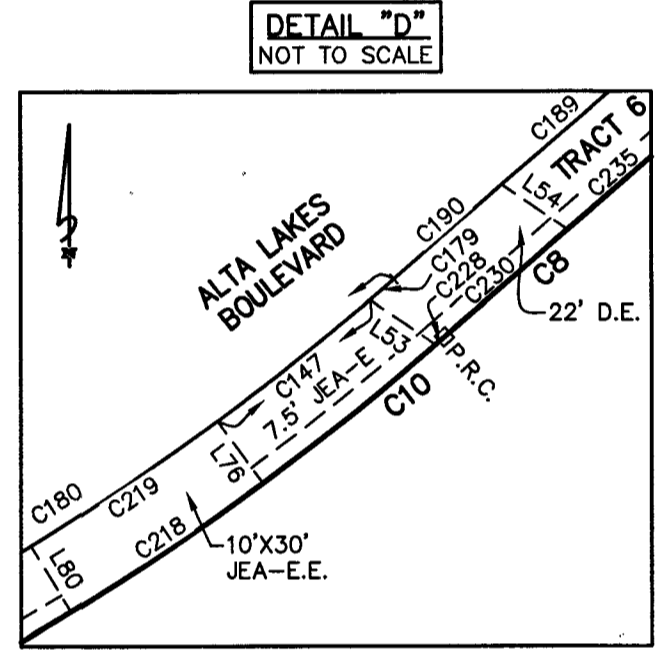 DETAIL "D"
NOT TO SCALE
C189
TRACT 6
C235
L54
C190
ALTA LAKES
BOULEVARD
C179
C228
C230
C8
22' D.E.
L53
P.R.C.
C147
7.5' JEA-E
C10
L76
C180
C219
C218
10'X30'
JEA-E.E.
L80